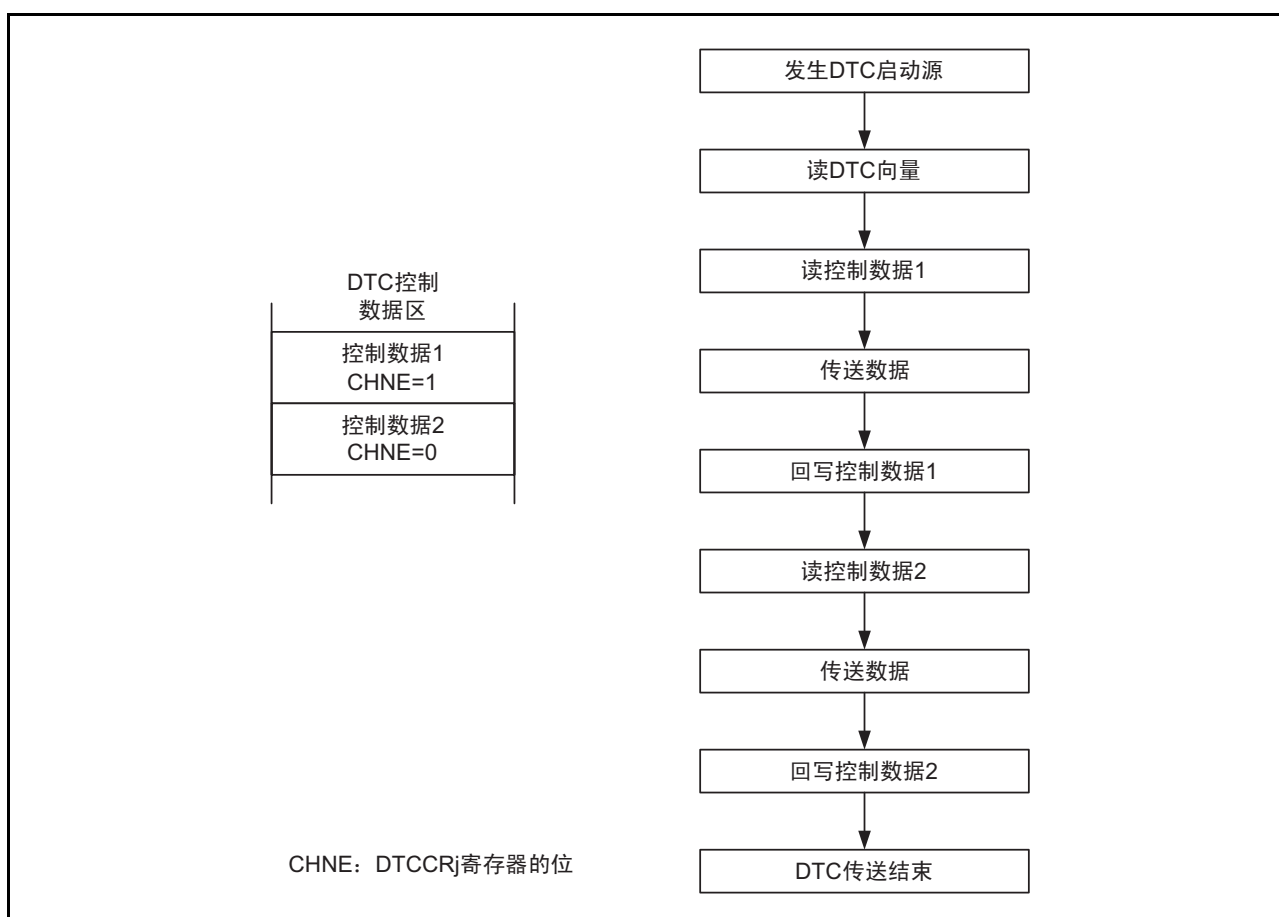 发生DTC启动源
读DTC向量
读控制数据1
传送数据
回写控制数据1
读控制数据2
传送数据
回写控制数据2
DTC传送结束
DTC控制
数据区
控制数据1
CHNE=1
控制数据2
CHNE=0
CHNE：DTCCRj寄存器的位